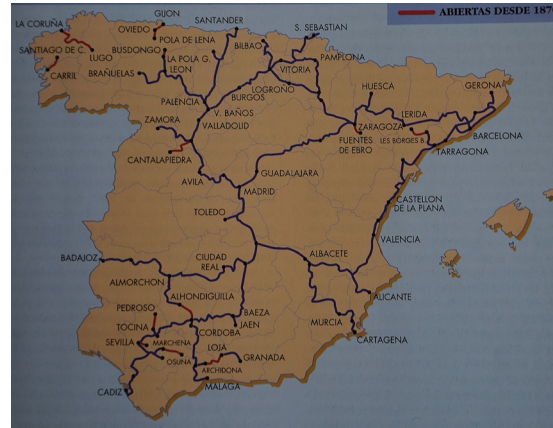 ABIERTAS DESDE 187
LA CORUÑA
GIJON
OVIEDO
SANTANDER
S. SEBASTIAN
POLA DE LENA
BILBAO
SANTIAGO DE C.
BUSDONGO
LUGO
LA POLA G.
PAMPLONA
VITORIA
LEON
CARRIL
BRAÑUELAS
HUESCA
GERONA
LOGROÑO
BURGOS
PALENCIA
V. BAÑOS
LERIDA
ZAMORA
VALLADOLID
ZARAGOZA
BARCELONA
FUENTES
DE EBRO
LES BORGES B.
TARRAGONA
CANTALAPIEDRA
AVILA
GUADALAJARA
MADRID
CASTELLON
DE LA PLANA
TOLEDO
VALENCIA
BADAJOZ
CIUDAD
REAL
ALBACETE
ALMORCHON
ALHONDIGUILLA
ALICANTE
PEDROSO
BAEZA
MURCIA
JAEN
TOCINA
CORDOBA
CARTAGENA
SEVILLA
MARCHENA
LOJA
OSUNA
GRANADA
ARCHIDONA
MALAGA
CADIZ